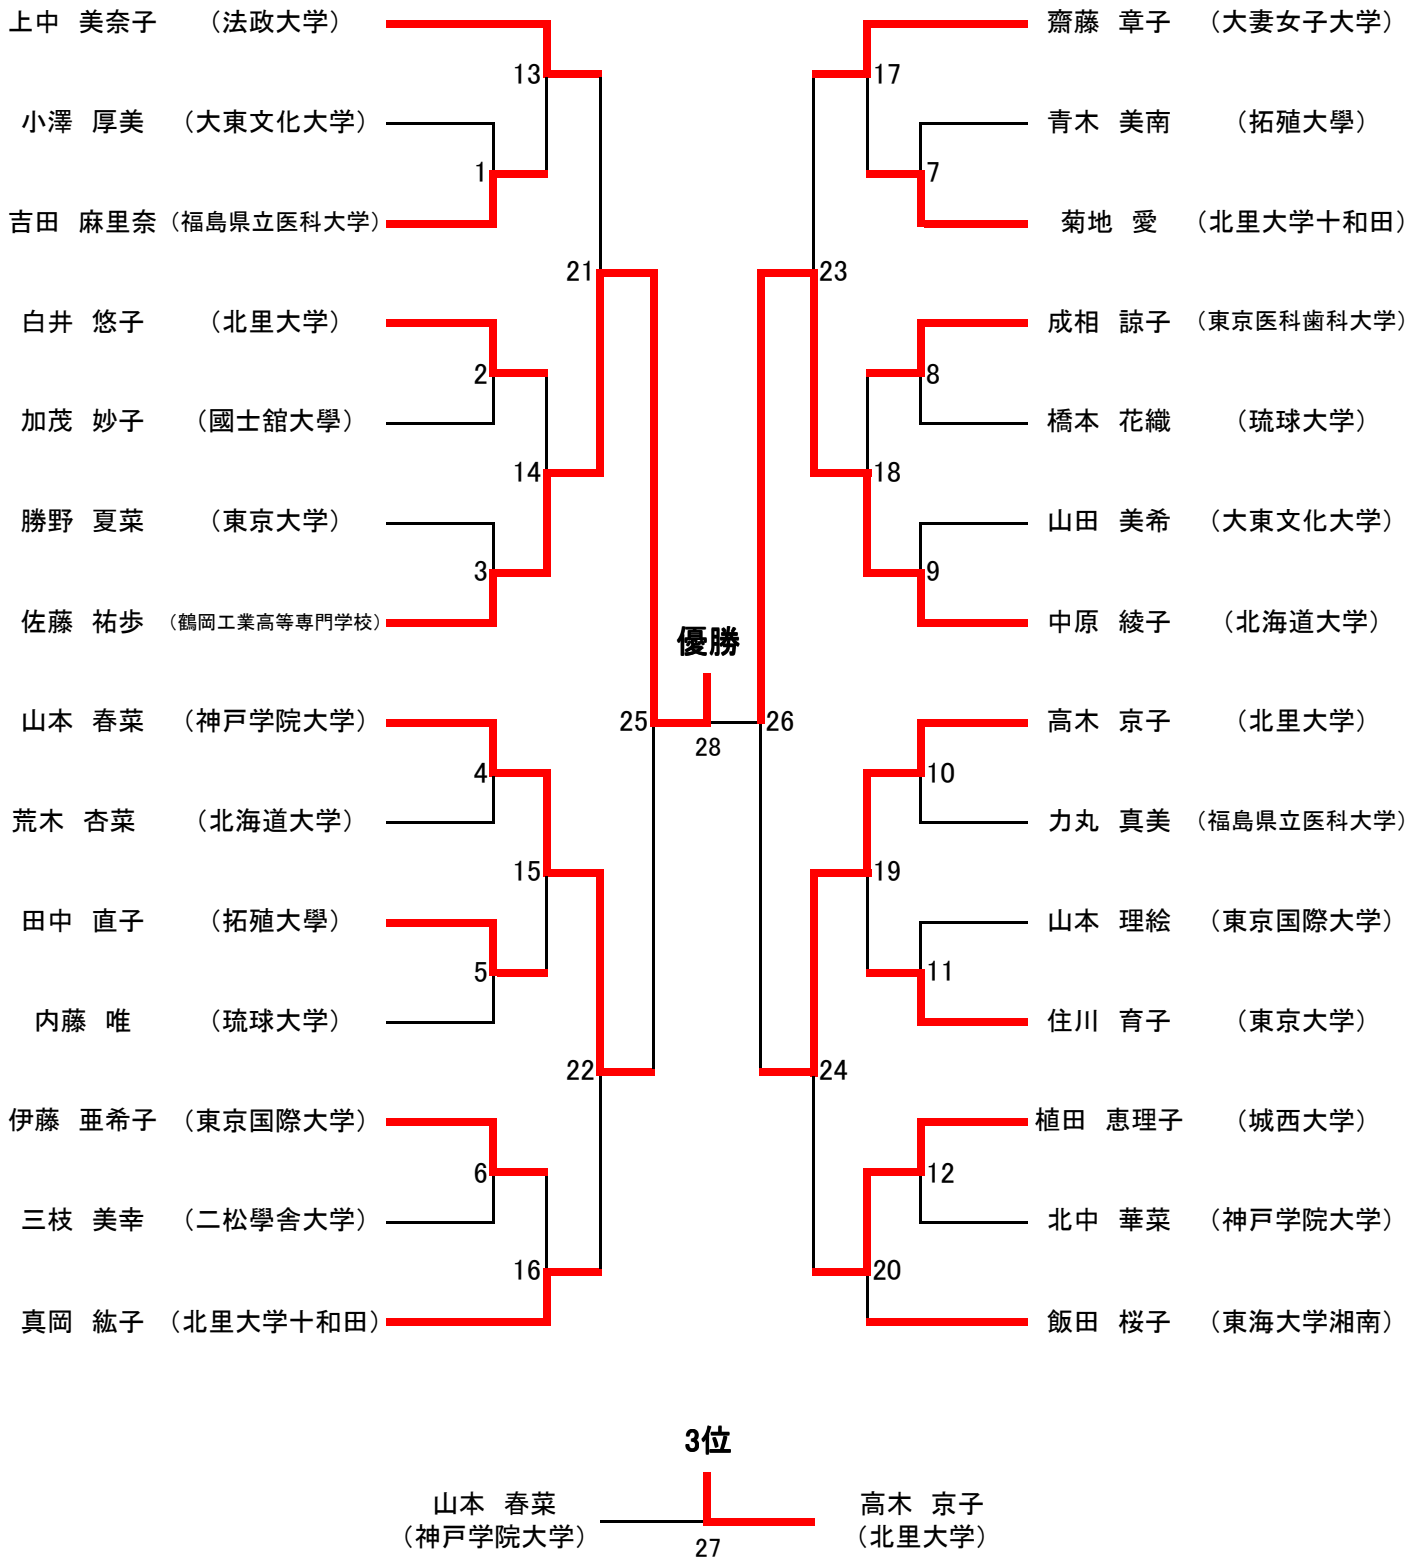 上中 美奈子 （法政大学）
小澤 厚美 （大東文化大学）
吉田 麻里奈 （福島県立医科大学）
白井 悠子 （北里大学）
加茂 妙子 （國士舘大學）
勝野 夏菜 （東京大学）
佐藤 祐歩 （鶴岡工業高等専門学校）
山本 春菜 （神戸学院大学）
荒木 杏菜 （北海道大学）
田中 直子 （拓殖大學）
内藤 唯 （琉球大学）
伊藤 亜希子 （東京国際大学）
三枝 美幸 （二松學舎大学）
真岡 紘子 （北里大学十和田）
13
1
21
2
14
3
25
4
15
5
22
6
16
優勝
28
17
7
23
8
18
9
26
10
19
11
24
12
20
齋藤 章子 （大妻女子大学）
青木 美南 （拓殖大學）
菊地 愛 （北里大学十和田）
成相 諒子 （東京医科歯科大学）
橋本 花織 （琉球大学）
山田 美希 （大東文化大学）
中原 綾子 （北海道大学）
高木 京子 （北里大学）
力丸 真美 （福島県立医科大学）
山本 理絵 （東京国際大学）
住川 育子 （東京大学）
植田 恵理子 （城西大学）
北中 華菜 （神戸学院大学）
飯田 桜子 （東海大学湘南）
3位
山本 春菜
（神戸学院大学）
27
高木 京子
（北里大学）